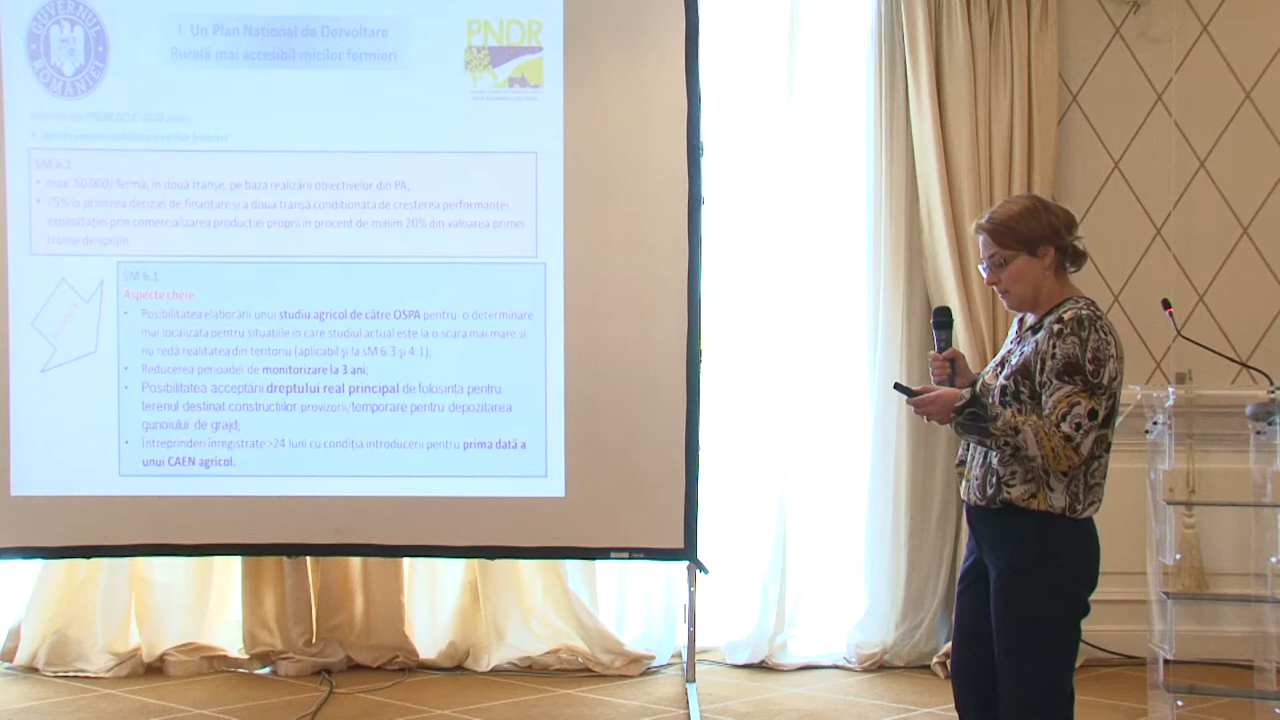 GUVERNUL ROMÂNIEI
I. Un Plan Național de Dezvoltare
Rurală mai accesibil micilor fermieri
PNDR
SM 6.3
• max. 50 000/ fermă, în două tranșe, pe baza realizării obiectivelor din PA;
• 75% la primirea deciziei de finanțare și a doua tranșă condiționată de creșterea performanței
exploatației prin comercializarea producției proprii în procent de minim 20% din valoarea primei
tranșe de sprijin
SM 6.1
Aspecte cheie
• Posibilitatea elaborării unui studiu agricol de către OSPA pentru o determinare
mai localizata pentru situațiile în care studiul actual este la o scara mai mare si
nu redă realitatea din teritoriu (aplicabil şi la sM 6.3 şi 4.1);
• Reducerea perioadei de monitorizare la 3 ani;
• Posibilitatea acceptării dreptului real principal de folosință pentru
terenul destinat construcțiilor provizorii/temporare pentru depozitarea
gunoiului de grajd;
• Întreprinderi înregistrate >24 luni cu condiția introducerii pentru prima dată a
unui CAEN agricol.